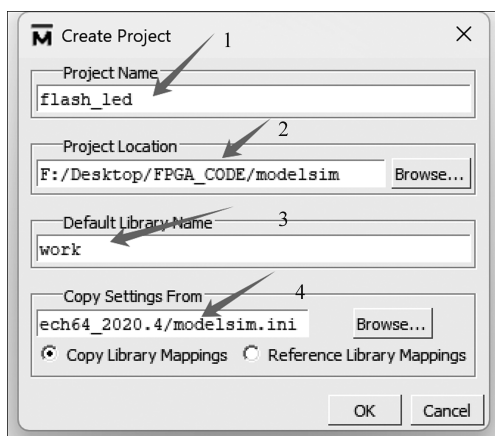 M Create Project
1
Project Name
flash_led
2
Project Location
F:/Desktop/FPGA_CODE/modelsim Browse...
Default Library Name
3
work
Copy Settings From
4
ech64_2020.4/modelsim.ini Browse...
Copy Library Mappings Reference Library Mappings
OK Cancel